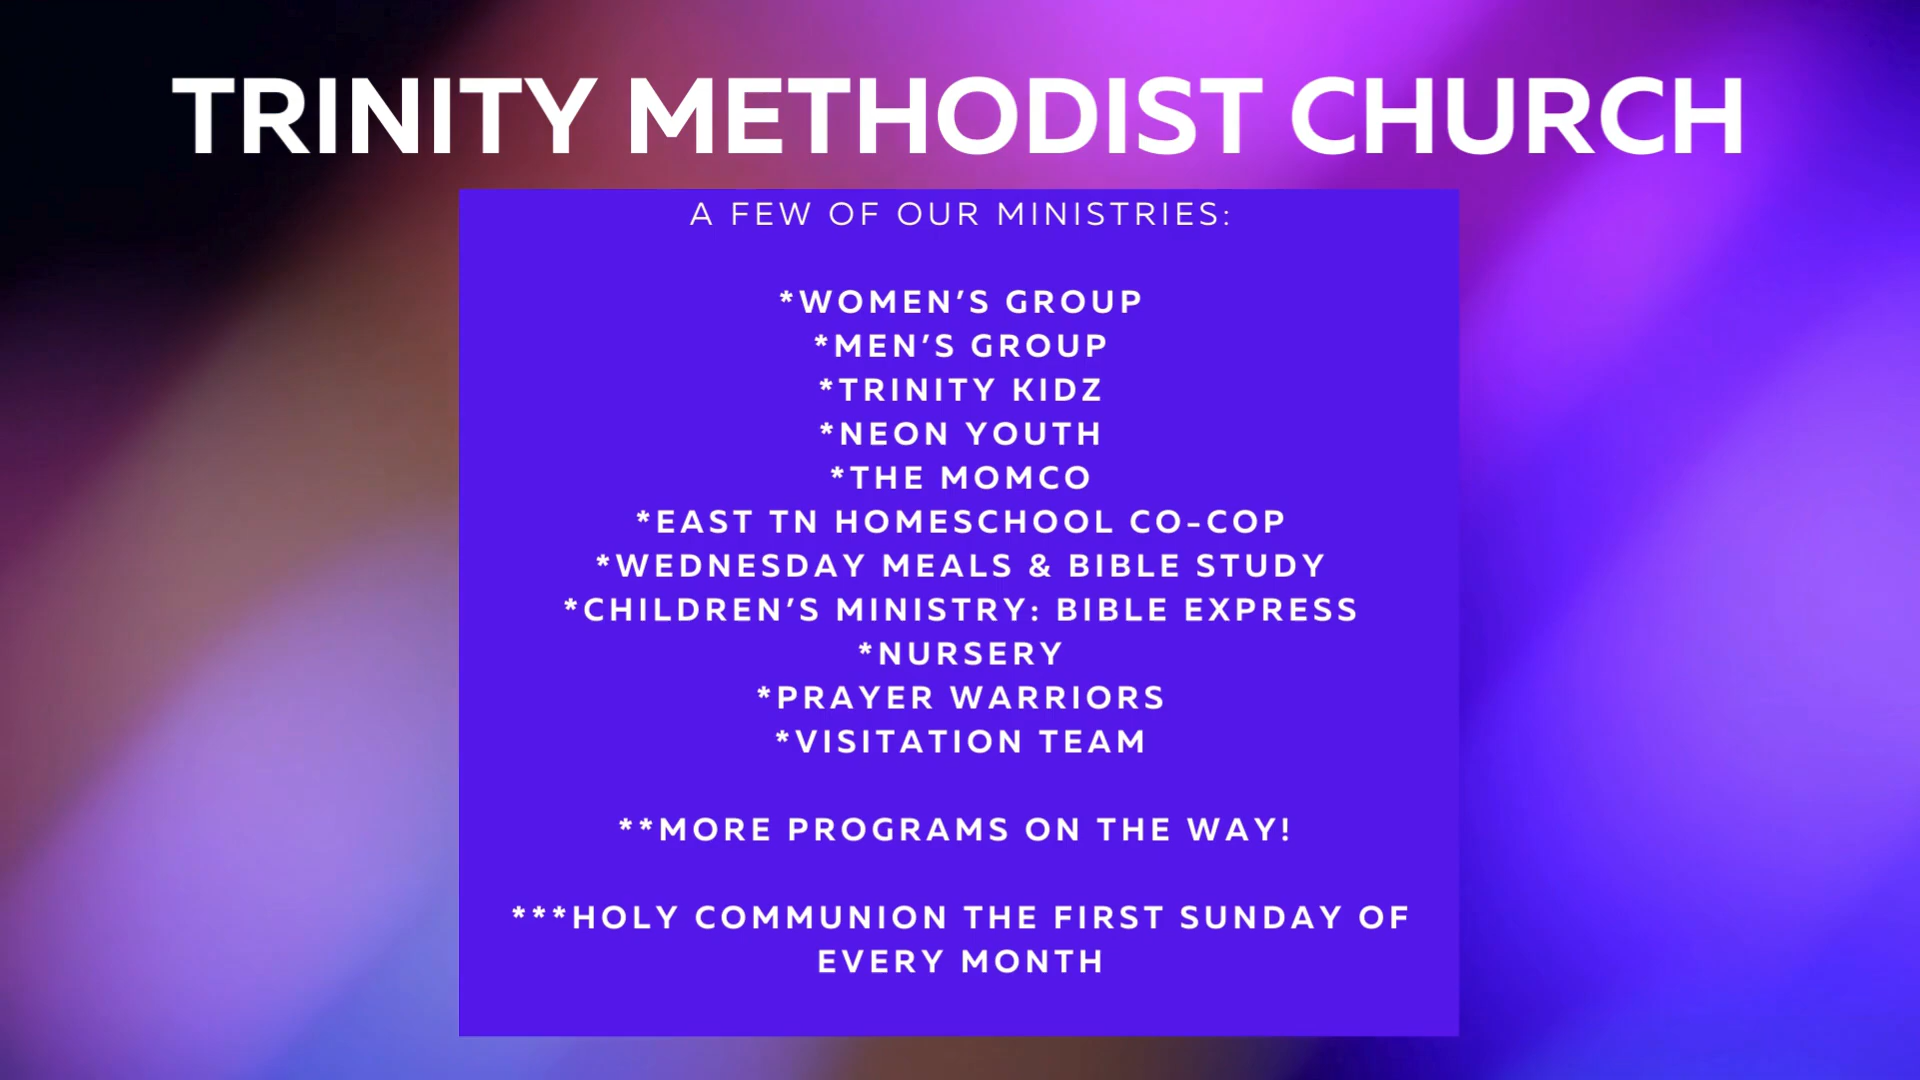 TRINITY METHODIST CHURCH
A FEW OF OUR MINISTRIES:
*WOMEN’S GROUP
*MEN’S GROUP
*TRINITY KIDZ
*NEON YOUTH
*THE MOMCO
*EAST TN HOMESCHOOL CO-COP
*WEDNESDAY MEALS & BIBLE STUDY
*CHILDREN’S MINISTRY: BIBLE EXPRESS
*NURSERY
*PRAYER WARRIORS
*VISITATION TEAM
**MORE PROGRAMS ON THE WAY!
***HOLY COMMUNION THE FIRST SUNDAY OF
EVERY MONTH